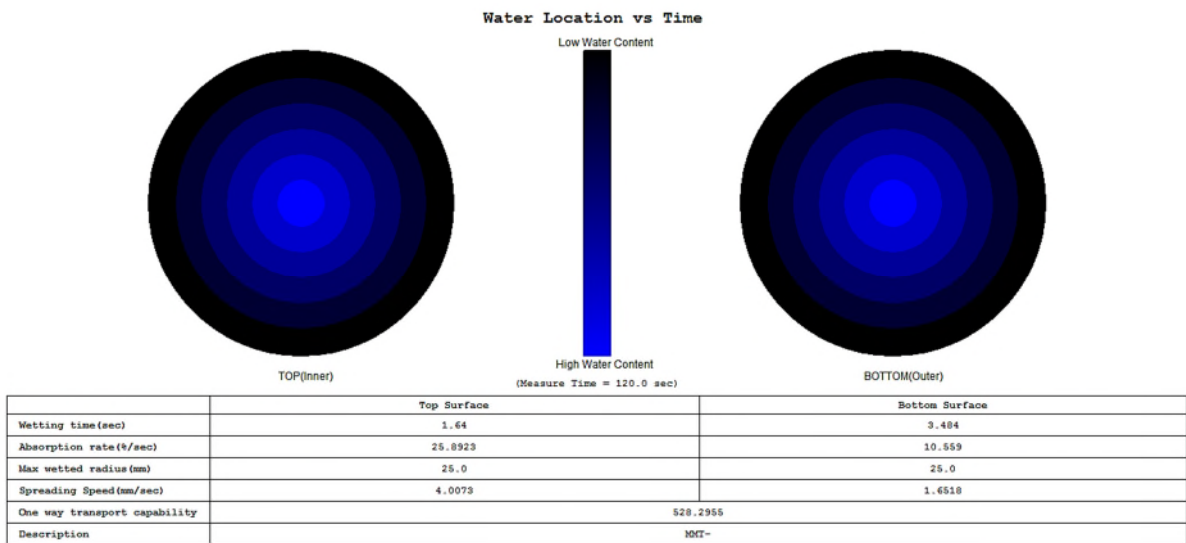 Water Location vs Time
Low Water Content
High Water Content
TOP(Inner)
(Measure Time = 120.0 sec)
BOTTOM(Outer)
Top Surface Bottom Surface
Wetting time(sec) 1.64 3.484
Absorption rate(%/sec) 25.8923 10.559
Max wetted radius(mm) 25.0 25.0
Spreading Speed(mm/sec) 4.0073 1.6518
One way transport capability 528.2955
Description MMT-